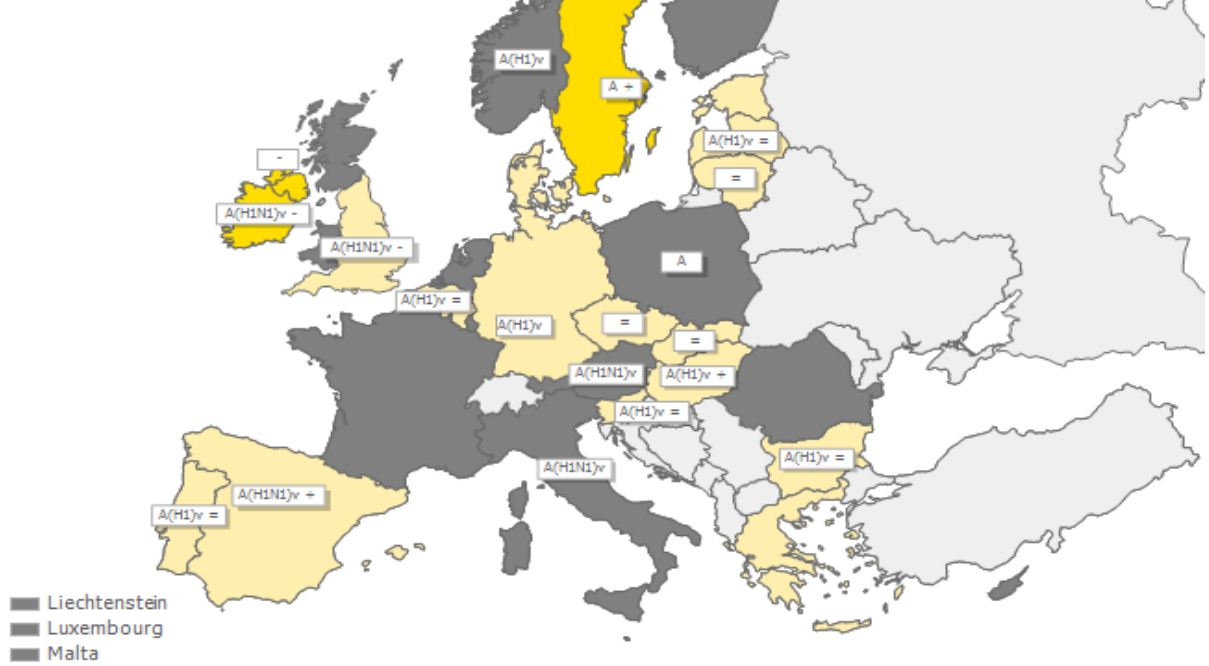 A(H1)v
A +
A(H1)v =
-
=
A(H1N1)v -
A(H1N1)v -
A
A(H1)v =
A(H1)v
=
=
A(H1N1)v
A(H1)v +
A(H1)v =
A(H1)v =
A(H1N1)v
A(H1N1)v +
A(H1)v =
Liechtenstein
Luxembourg
Malta